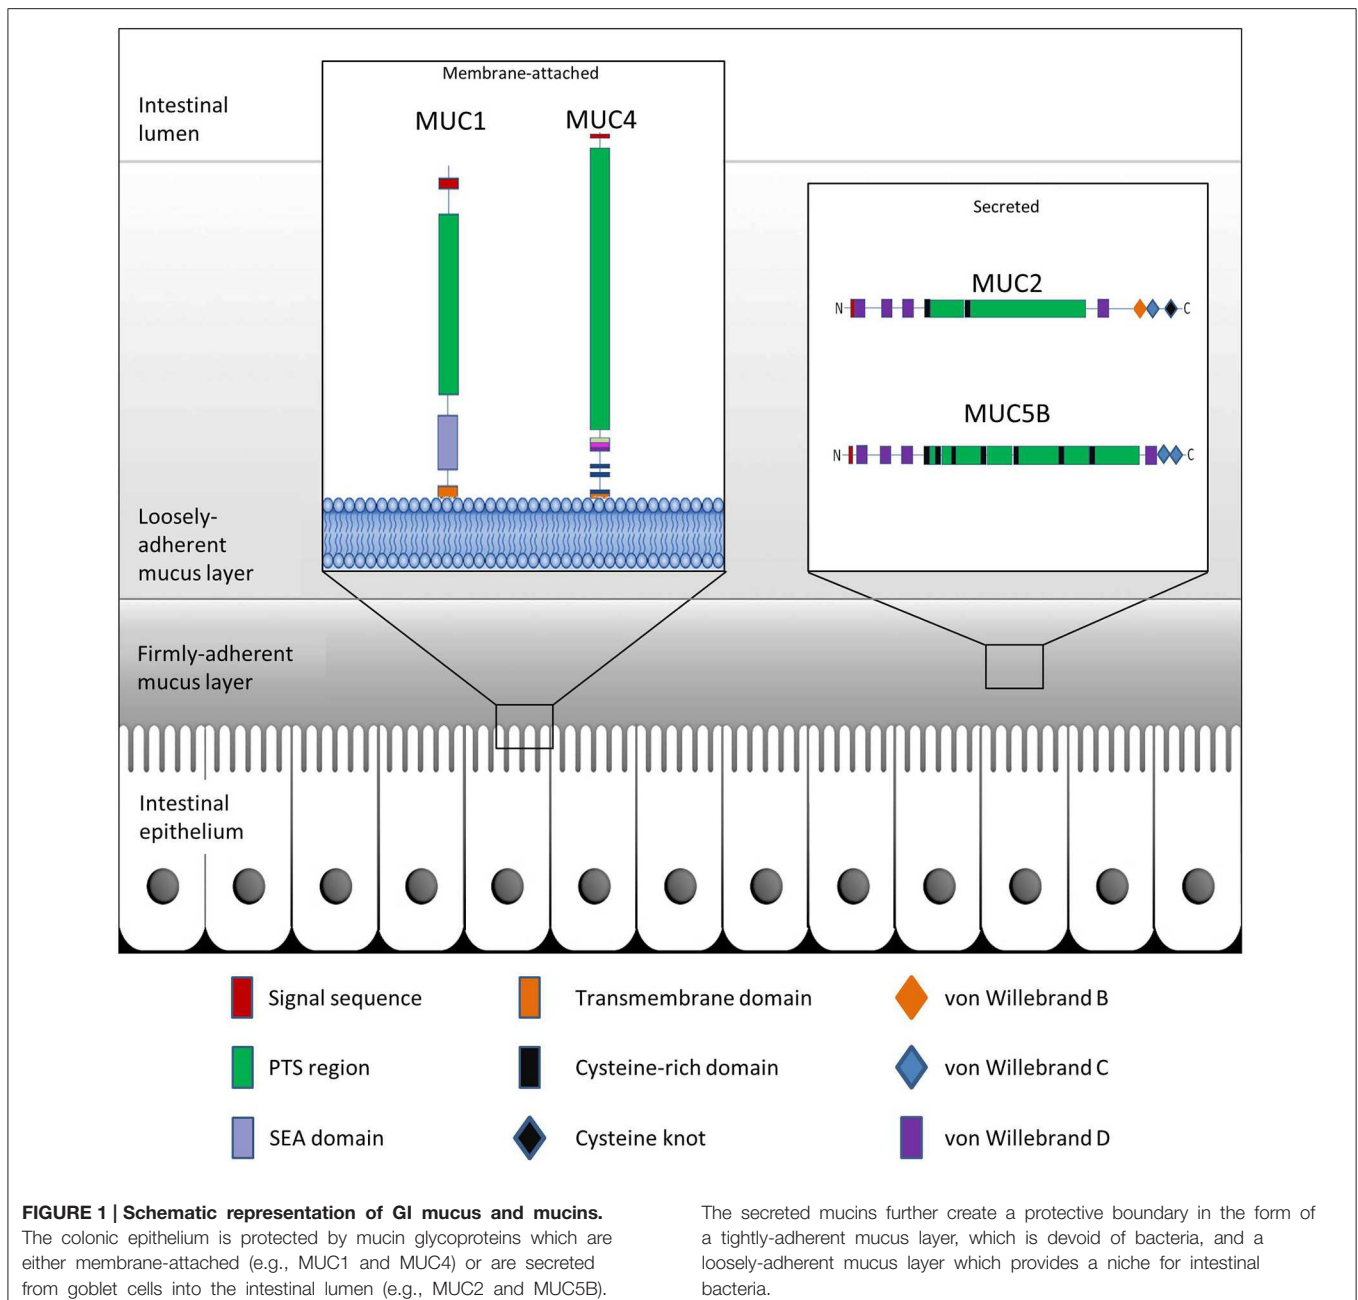 Intestinal
lumen
Membrane-attached
MUC1
MUC4
Secreted
MUC2
N
C
MUC5B
N
C
Loosely-
adherent
mucus layer
Firmly-adherent
mucus layer
Intestinal
epithelium
Signal sequence
Transmembrane domain
von Willebrand B
PTS region
Cysteine-rich domain
von Willebrand C
SEA domain
Cysteine knot
von Willebrand D
FIGURE 1 | Schematic representation of GI mucus and mucins.
The colonic epithelium is protected by mucin glycoproteins which are
either membrane-attached (e.g., MUC1 and MUC4) or are secreted
from goblet cells into the intestinal lumen (e.g., MUC2 and MUC5B).
The secreted mucins further create a protective boundary in the form of
a tightly-adherent mucus layer, which is devoid of bacteria, and a
loosely-adherent mucus layer which provides a niche for intestinal
bacteria.